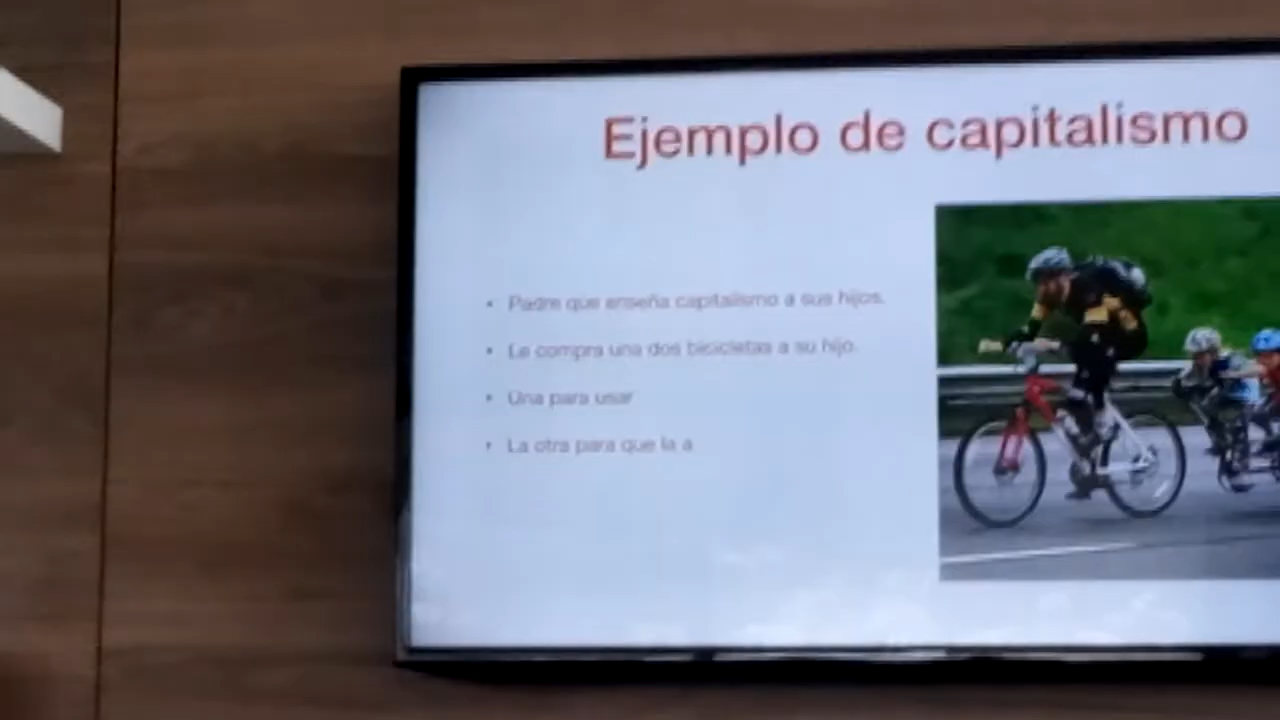 Ejemplo de capitalismo
• Padre que enseña capitalismo a sus hijos.
• Le compra una dos bicicletas a su hijo.
• Una para usar
• La otra para que la a